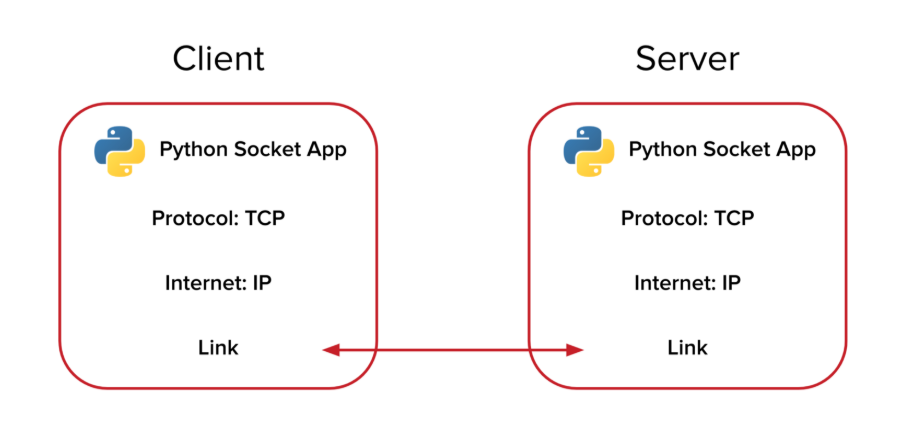 Client
Server
Python Socket App
Python Socket App
Protocol: TCP
Protocol: TCP
Internet: IP
Internet: IP
Link
Link